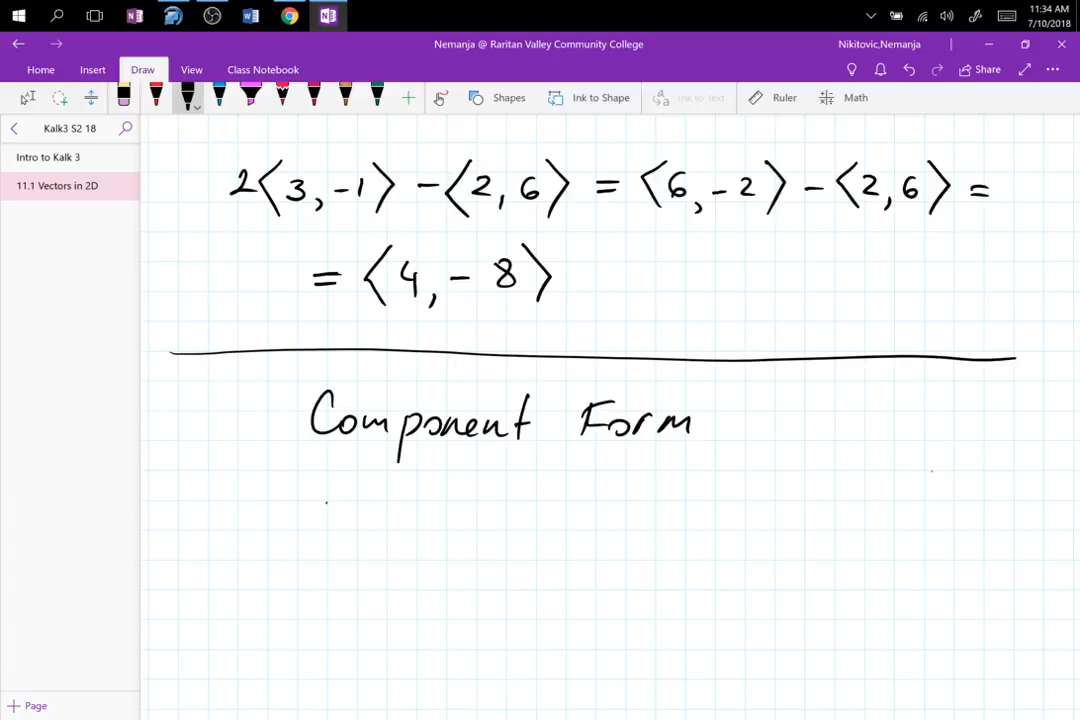 11:34 AM
7/10/2018
Nemanja @ Raritan Valley Community College
Nikitovic,Nemanja
Home Insert Draw View Class Notebook Share
Shapes Ink to Shape Ink to Text Ruler Math
Kalk3 S2 18
Intro to Kalk 3
11.1 Vectors in 2D
2⟨3,-1⟩ - ⟨2,6⟩ = ⟨6,-2⟩ - ⟨2,6⟩ =
= ⟨4,-8⟩
Component Form
+ Page